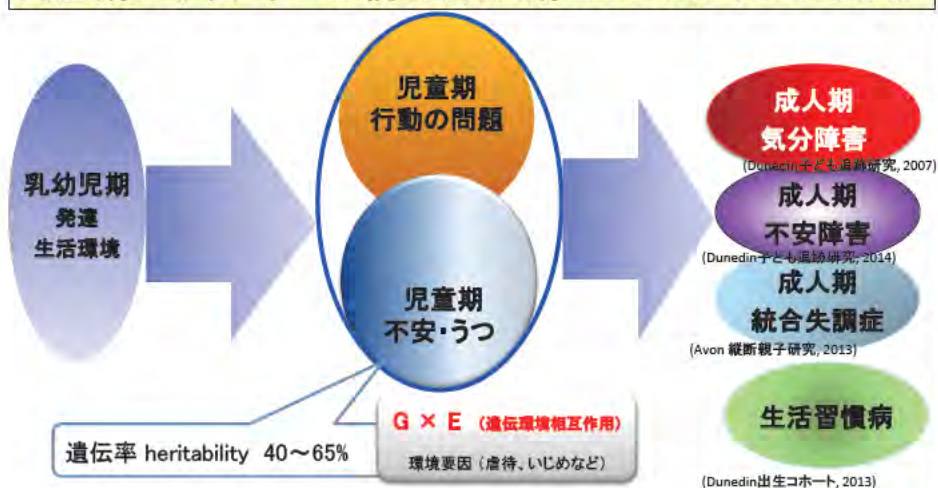 乳幼児期
発達
生活環境
児童期
行動の問題
児童期
不安・うつ
遺伝率 heritability 40～65%
G × E (遺伝環境相互作用)
環境要因 (虐待、いじめなど)
成人期
気分障害
(Dunedin子ども追跡研究, 2007)
成人期
不安障害
(Dunedin子ども追跡研究, 2014)
成人期
統合失調症
(Avon 縦断親子研究, 2013)
生活習慣病
(Dunedin出生コホート, 2013)